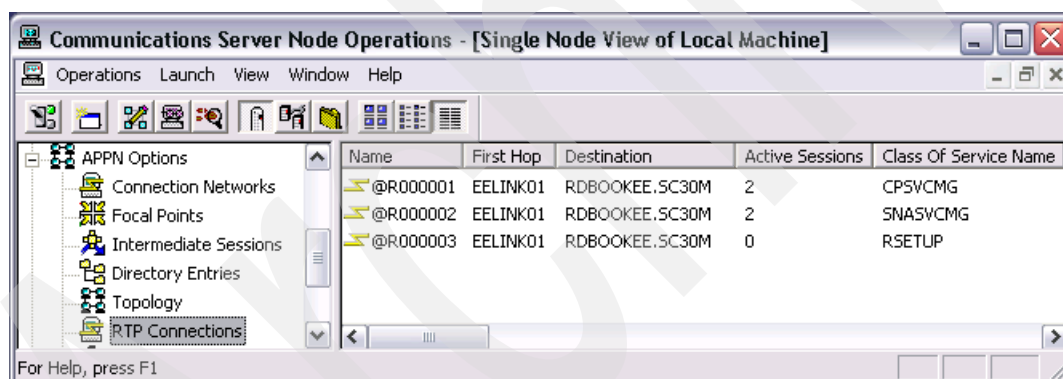 Communications Server Node Operations - [Single Node View of Local Machine]
Operations Launch View Window Help
APPN Options
Connection Networks
Focal Points
Intermediate Sessions
Directory Entries
Topology
RTP Connections
Name First Hop Destination Active Sessions Class Of Service Name
@R000001 EELINK01 RDBOOKEE.SC30M 2 CPSVCMG
@R000002 EELINK01 RDBOOKEE.SC30M 2 SNASVCMG
@R000003 EELINK01 RDBOOKEE.SC30M 0 RSETUP
For Help, press F1